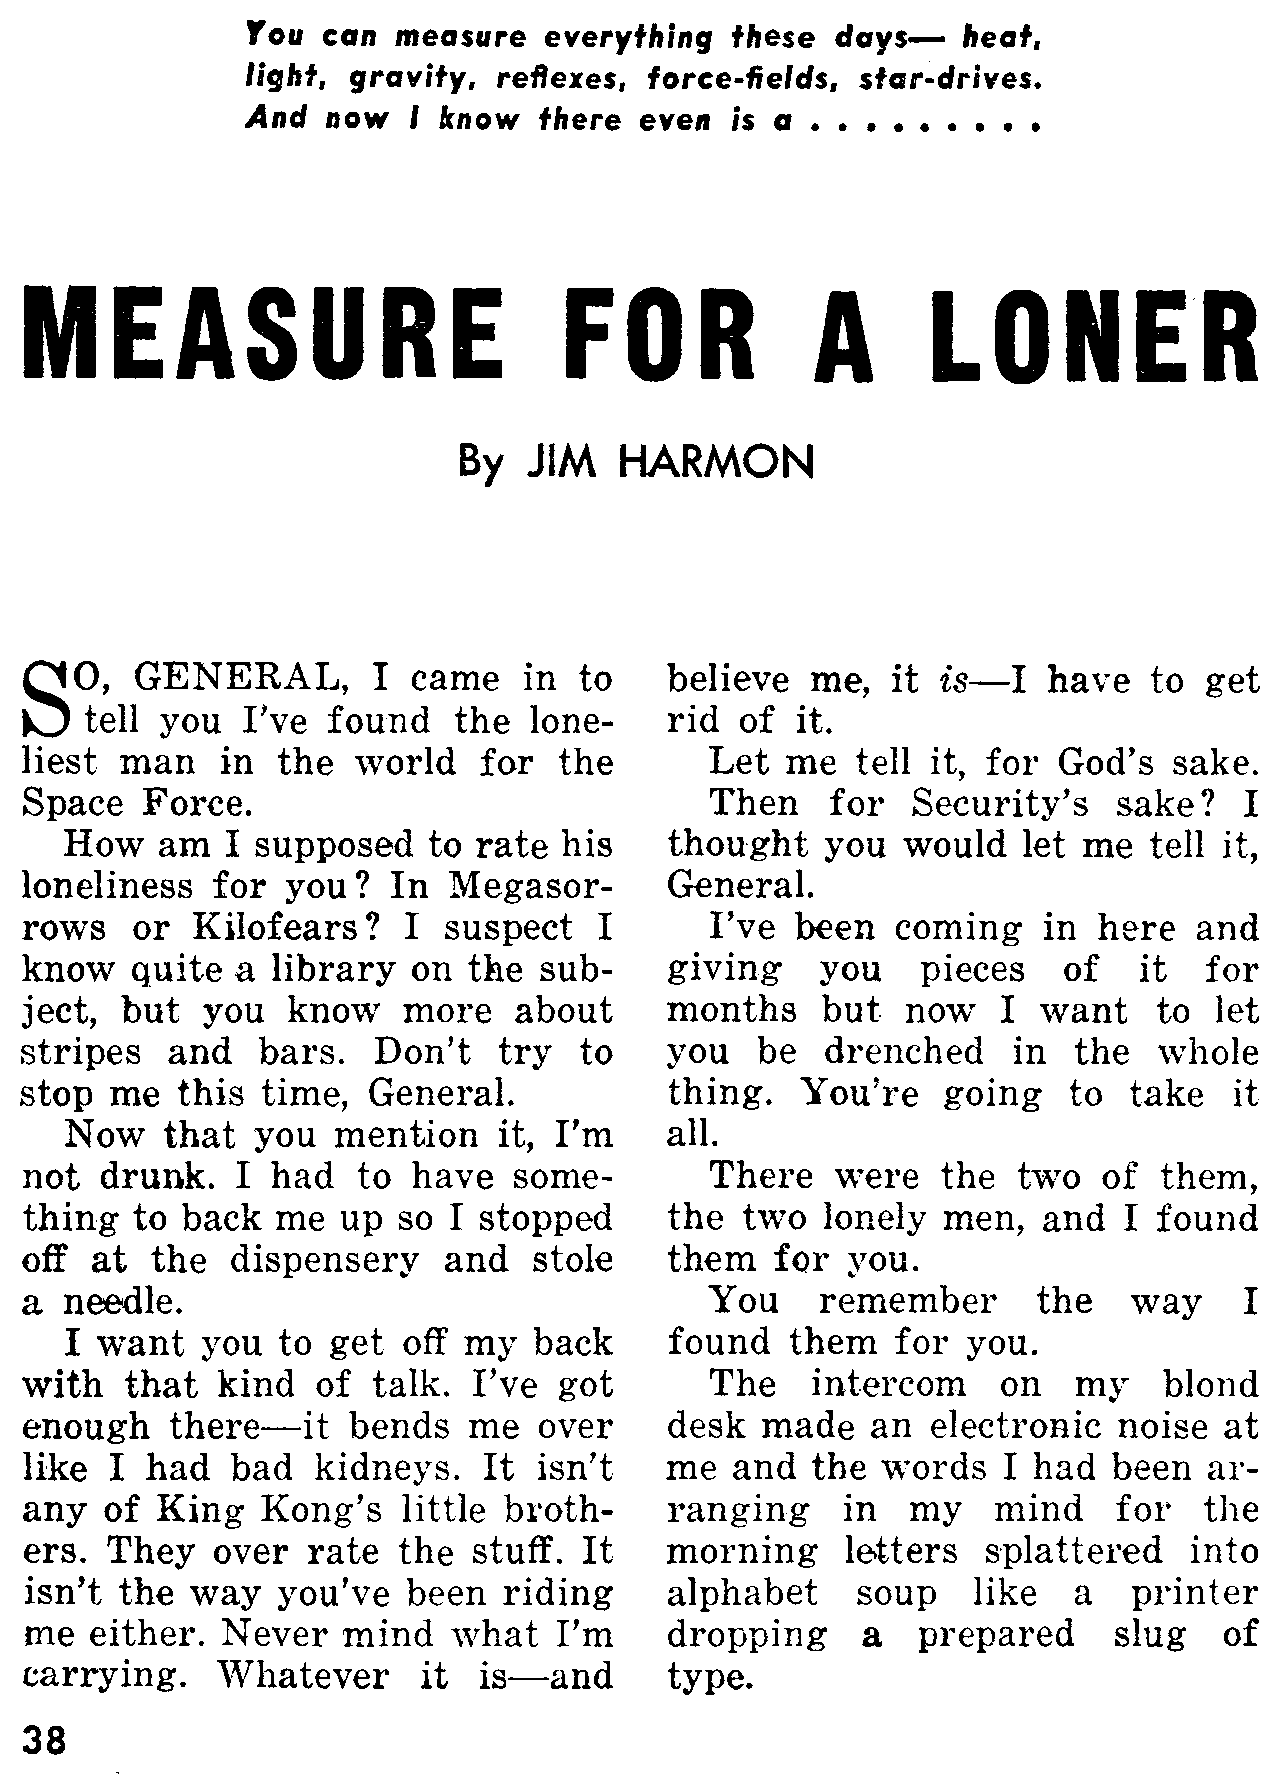 You can measure everything these days— heat,
light, gravity, reflexes, force-fields, star-drives.
And now I know there even is a . . . . . . . . .
MEASURE FOR A LONER
By JIM HARMON
SO, GENERAL, I came in to
tell you I've found the lone-
liest man in the world for the
Space Force.
How am I supposed to rate his
loneliness for you? In Megasor-
rows or Kilofears? I suspect I
know quite a library on the sub-
ject, but you know more about
stripes and bars. Don't try to
stop me this time, General.
Now that you mention it, I'm
not drunk. I had to have some-
thing to back me up so I stopped
off at the dispensery and stole
a needle.
I want you to get off my back
with that kind of talk. I've got
enough there—it bends me over
like I had bad kidneys. It isn't
any of King Kong's little broth-
ers. They over rate the stuff. It
isn't the way you've been riding
me either. Never mind what I'm
carrying. Whatever it is—and
believe me, it is—I have to get
rid of it.
Let me tell it, for God's sake.
Then for Security's sake? I
thought you would let me tell it,
General.
I've been coming in here and
giving you pieces of it for
months but now I want to let
you be drenched in the whole
thing. You're going to take it
all.
There were the two of them,
the two lonely men, and I found
them for you.
You remember the way I
found them for you.
The intercom on my blond
desk made an electronic noise at
me and the words I had been ar-
ranging in my mind for the
morning letters splattered into
alphabet soup like a printer
dropping a prepared slug of
type.
38